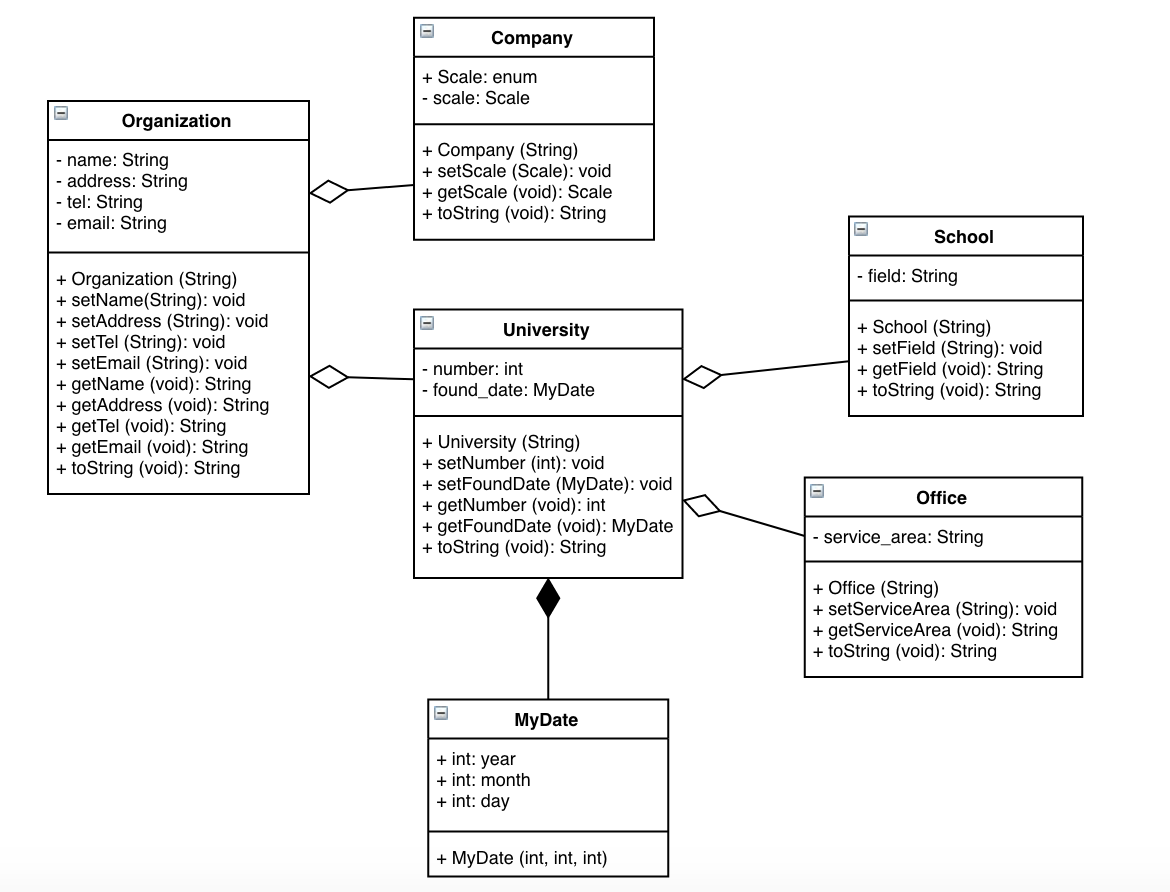 Company
+ Scale: enum
- scale: Scale
+ Company (String)
+ setScale (Scale): void
+ getScale (void): Scale
+ toString (void): String
Organization
- name: String
- address: String
- tel: String
- email: String
+ Organization (String)
+ setName(String): void
+ setAddress (String): void
+ setTel (String): void
+ setEmail (String): void
+ getName (void): String
+ getAddress (void): String
+ getTel (void): String
+ getEmail (void): String
+ toString (void): String
School
- field: String
+ School (String)
+ setField (String): void
+ getField (void): String
+ toString (void): String
University
- number: int
- found_date: MyDate
+ University (String)
+ setNumber (int): void
+ setFoundDate (MyDate): void
+ getNumber (void): int
+ getFoundDate (void): MyDate
+ toString (void): String
Office
- service_area: String
+ Office (String)
+ setServiceArea (String): void
+ getServiceArea (void): String
+ toString (void): String
MyDate
+ int: year
+ int: month
+ int: day
+ MyDate (int, int, int)